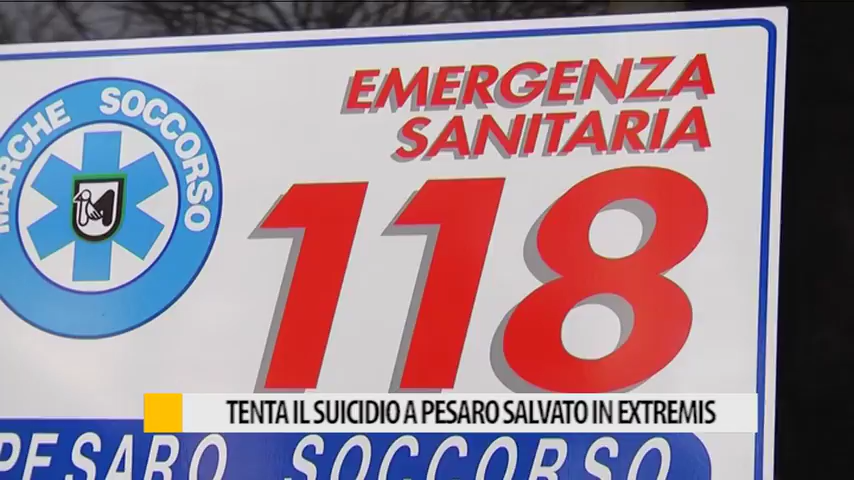 MARCHE SOCCORSO
EMERGENZA
SANITARIA
118
TENTA IL SUICIDIO A PESARO SALVATO IN EXTREMIS
PESARO SOCCORSO